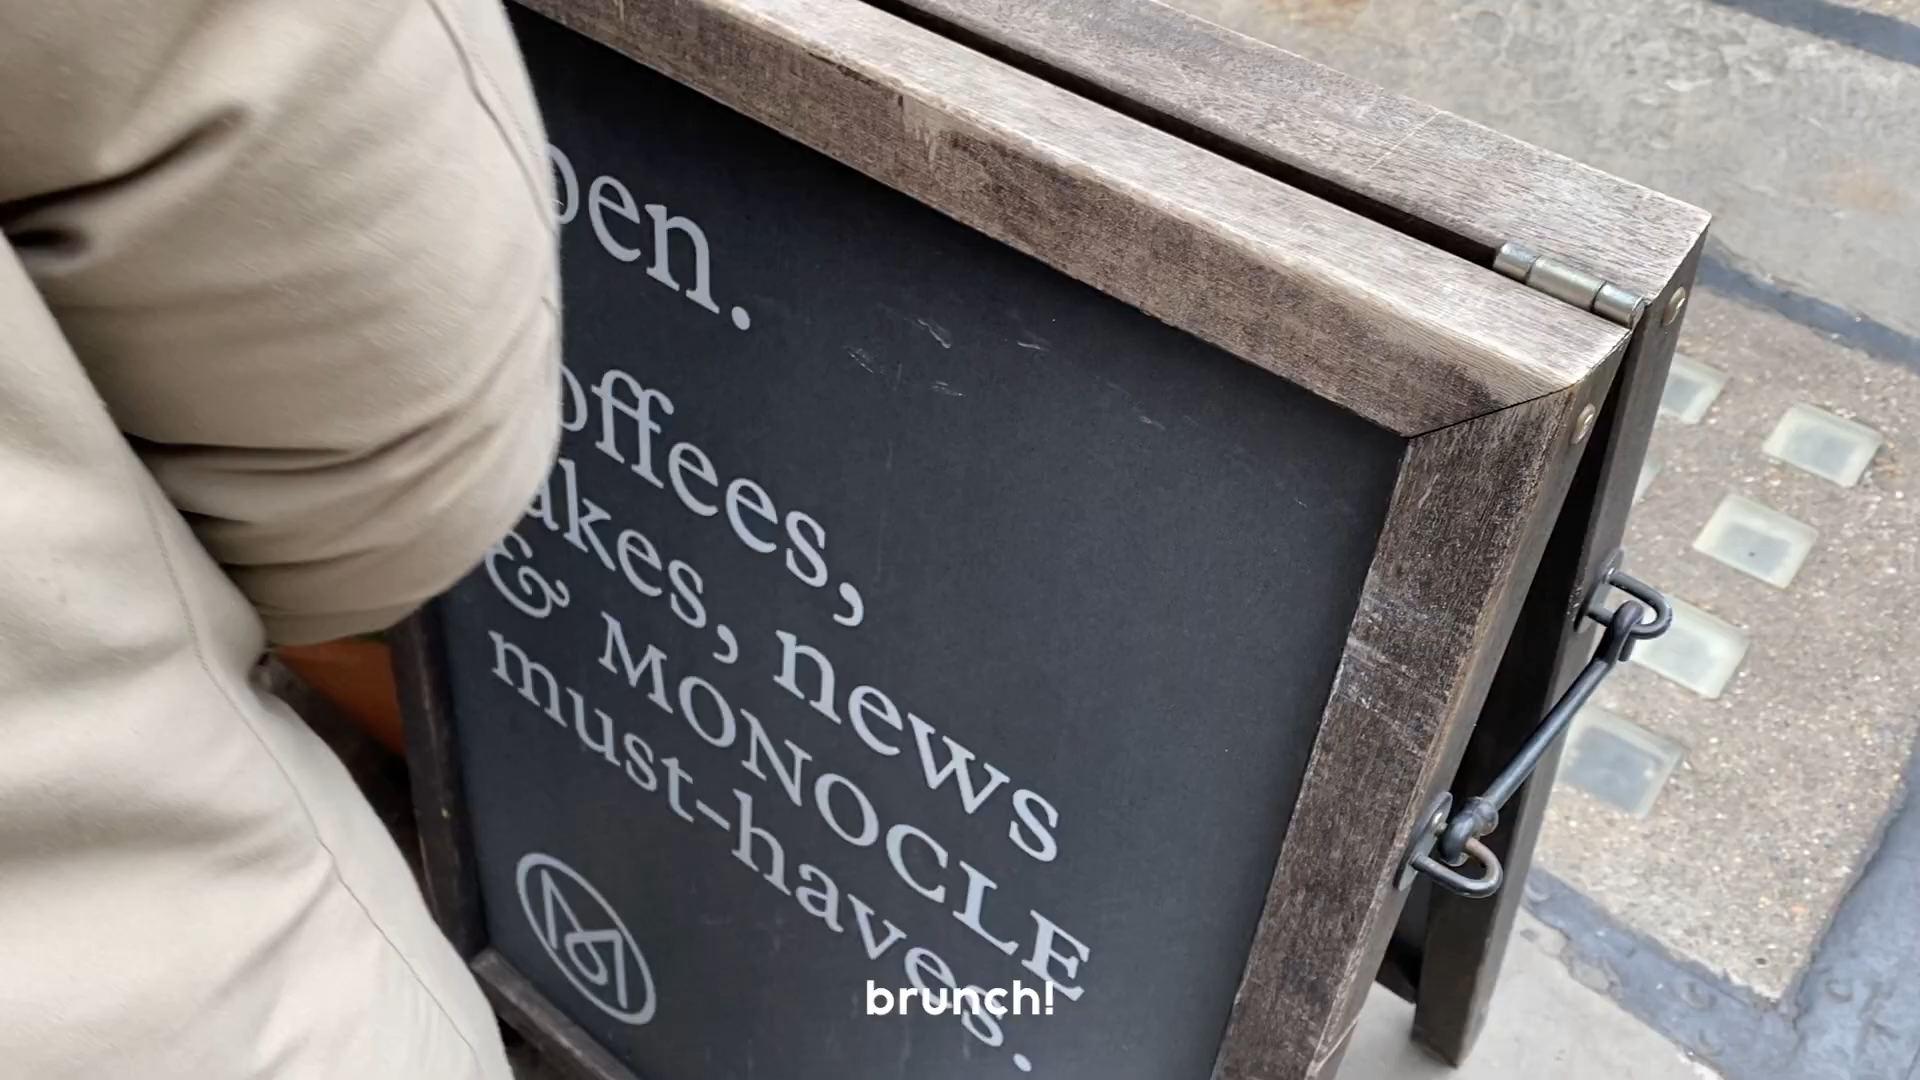 pen.
offees,
akes, news
& MONOCLE
must-haves.
brunch!